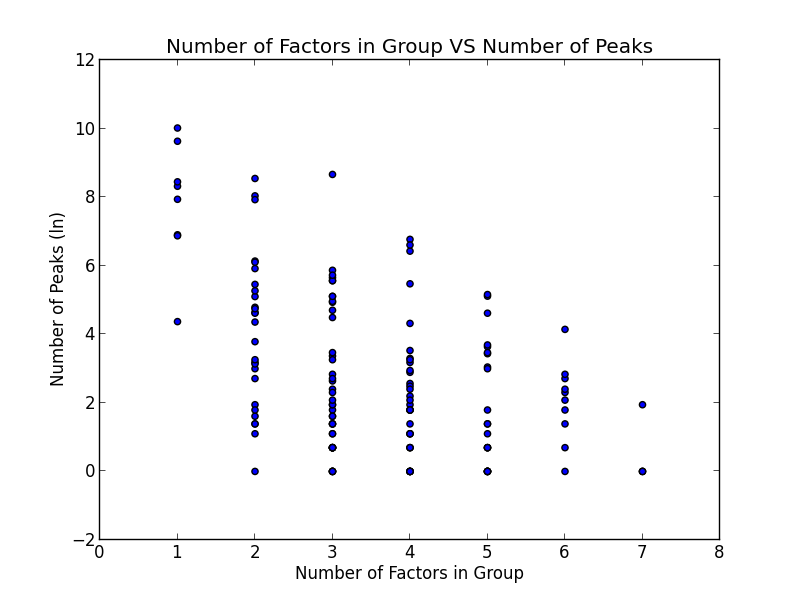 Number of Factors in Group VS Number of Peaks
Number of Peaks (ln)
12
10
8
6
4
2
0
−2
0 1 2 3 4 5 6 7 8
Number of Factors in Group